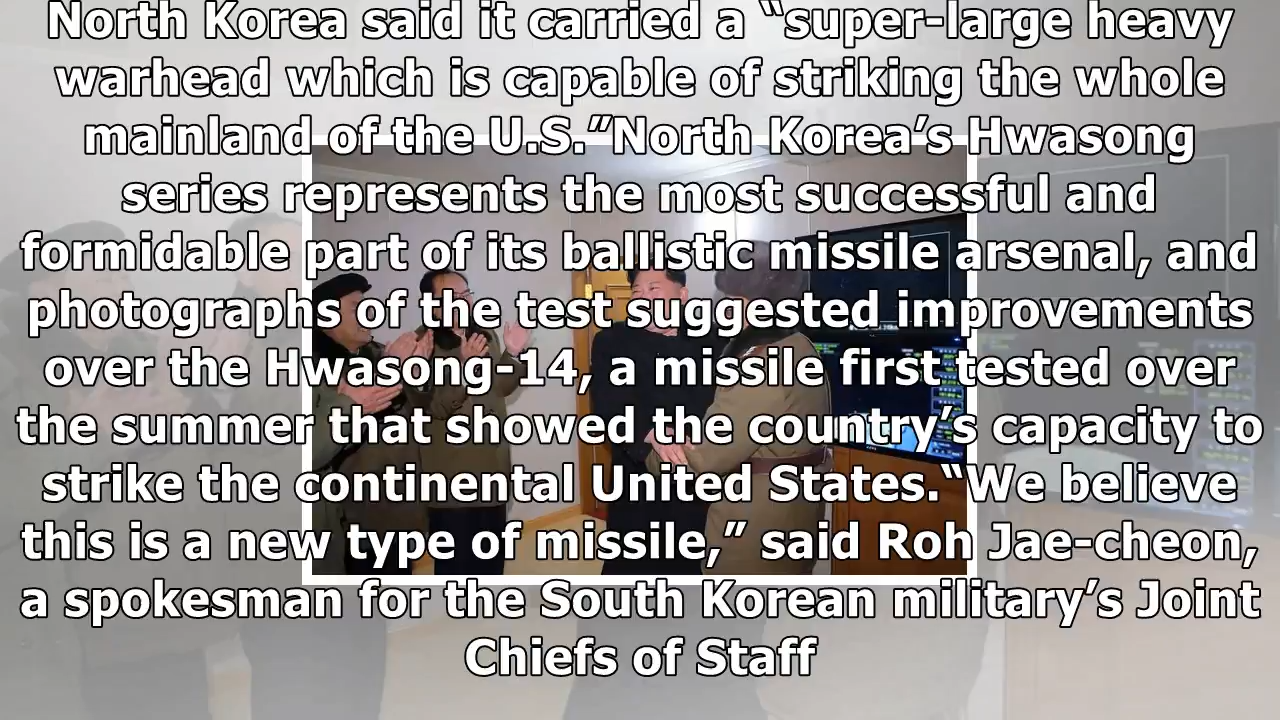 North Korea said it carried a “super-large heavy
warhead which is capable of striking the whole
mainland of the U.S.”North Korea’s Hwasong
series represents the most successful and
formidable part of its ballistic missile arsenal, and
photographs of the test suggested improvements
over the Hwasong-14, a missile first tested over
the summer that showed the country’s capacity to
strike the continental United States.“We believe
this is a new type of missile,” said Roh Jae-cheon,
a spokesman for the South Korean military’s Joint
Chiefs of Staff